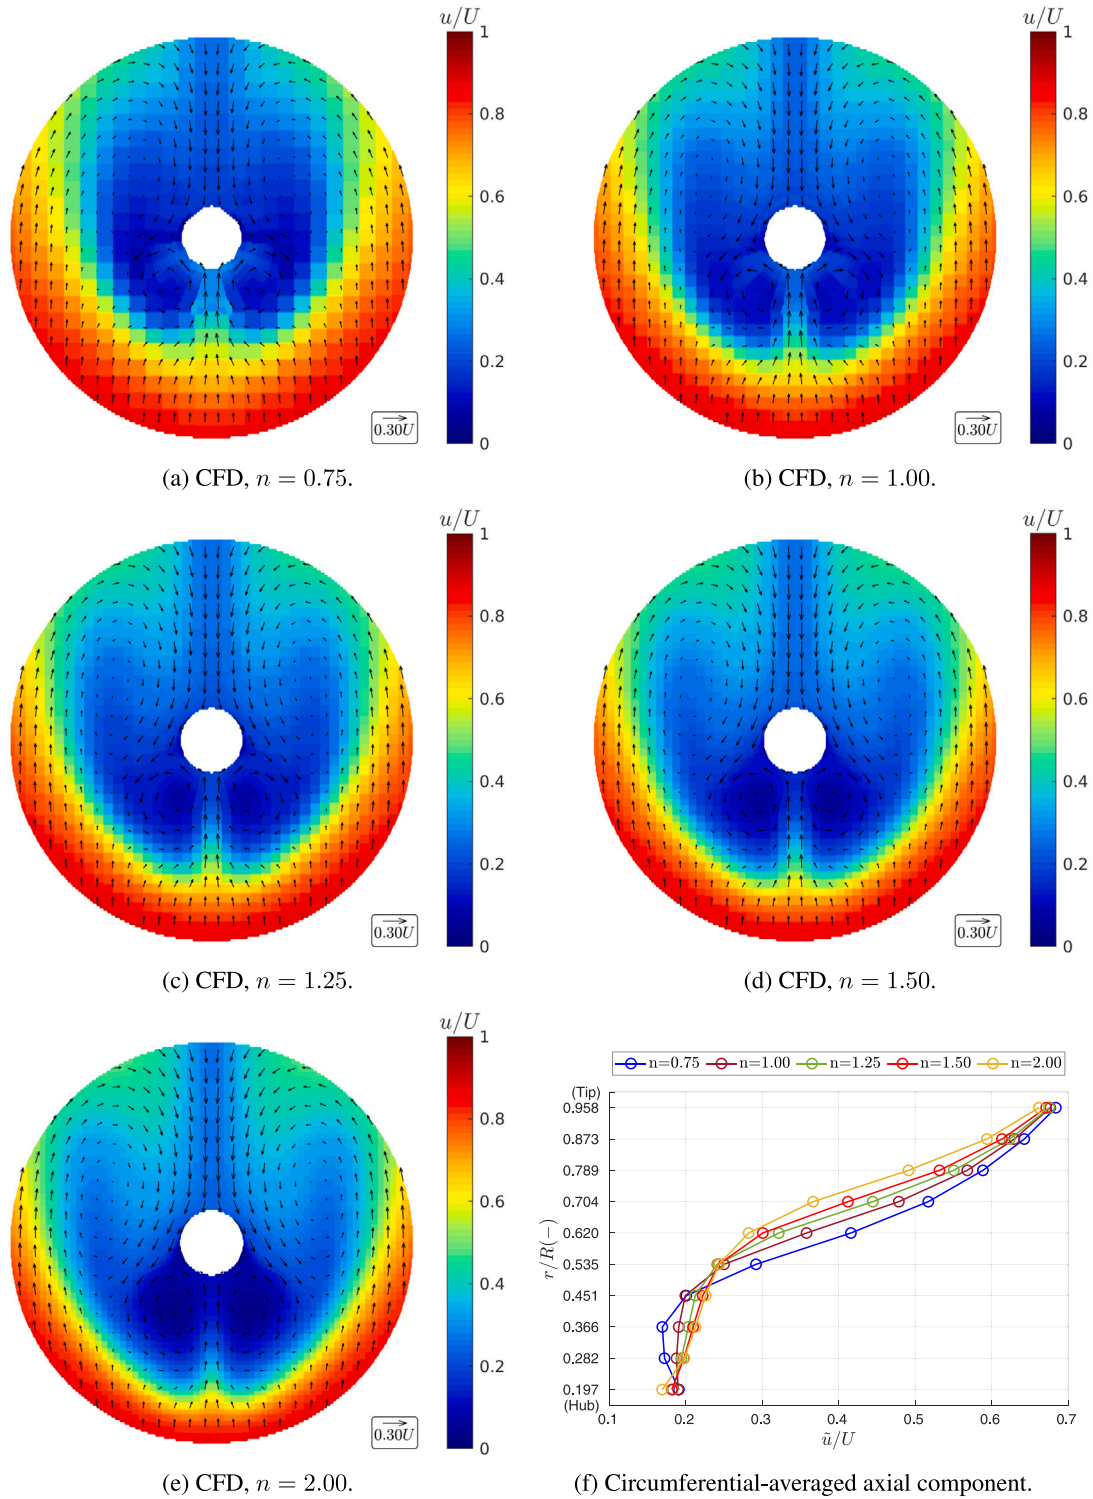 u/U
u/U
1
0.8
0.6
0.4
0.2
0
0.30U
1
0.8
0.6
0.4
0.2
0
0.30U
(a) CFD, n = 0.75.
(b) CFD, n = 1.00.
u/U
u/U
1
0.8
0.6
0.4
0.2
0
0.30U
1
0.8
0.6
0.4
0.2
0
0.30U
(c) CFD, n = 1.25.
(d) CFD, n = 1.50.
u/U
1
0.8
0.6
0.4
0.2
0
0.30U
n=0.75 n=1.00 n=1.25 n=1.50 n=2.00
(Tip)
0.958
0.873
0.789
0.704
0.620
0.535
0.451
0.366
0.282
0.197
(Hub)
r/R(−)
0.1 0.2 0.3 0.4 0.5 0.6 0.7
ũ/U
(e) CFD, n = 2.00.
(f) Circumferential-averaged axial component.